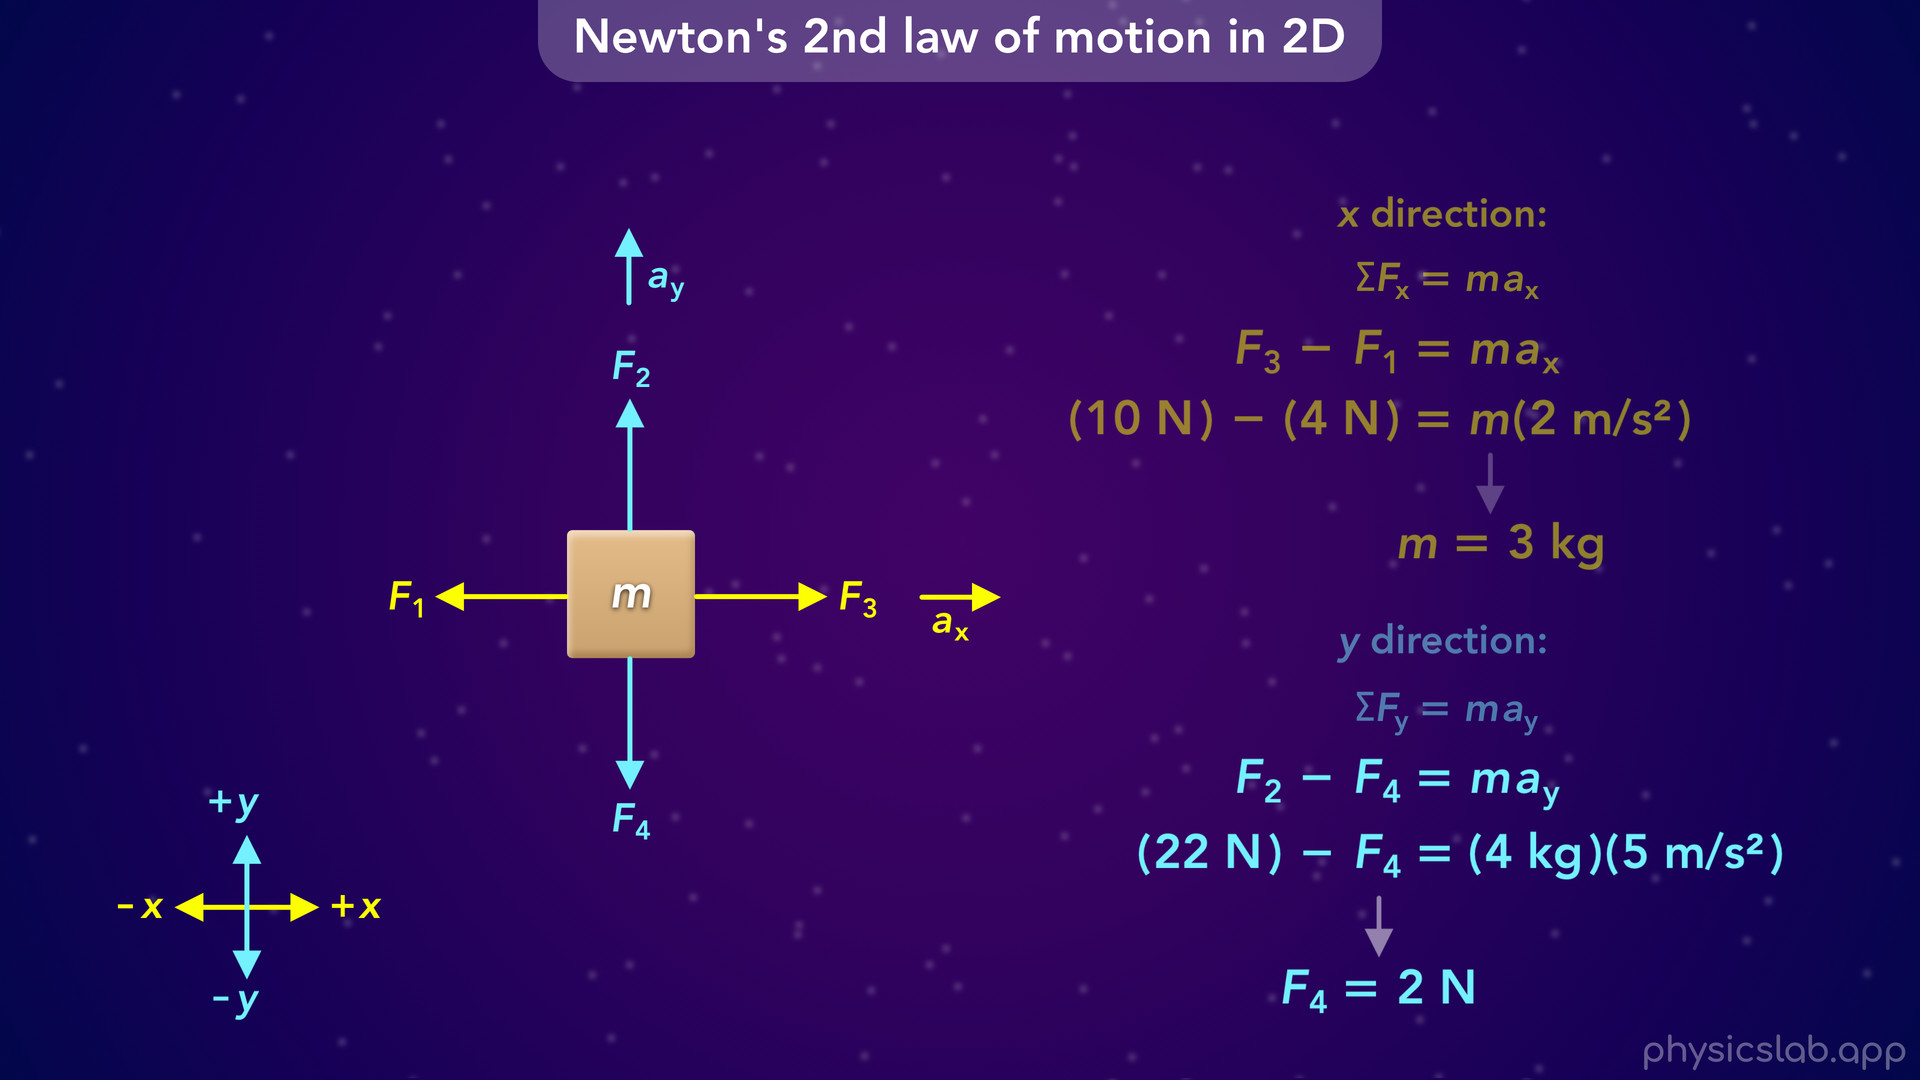 Newton's 2nd law of motion in 2D
x direction:
ΣFₓ = maₓ
F₃ − F₁ = maₓ
(10 N) − (4 N) = m(2 m/s²)
m = 3 kg
y direction:
ΣFy = may
F₂ − F₄ = may
(22 N) − F₄ = (4 kg)(5 m/s²)
F₄ = 2 N
ay
F₂
F₁
m
F₃
aₓ
F₄
+y
−x
+x
−y
physicslab.app